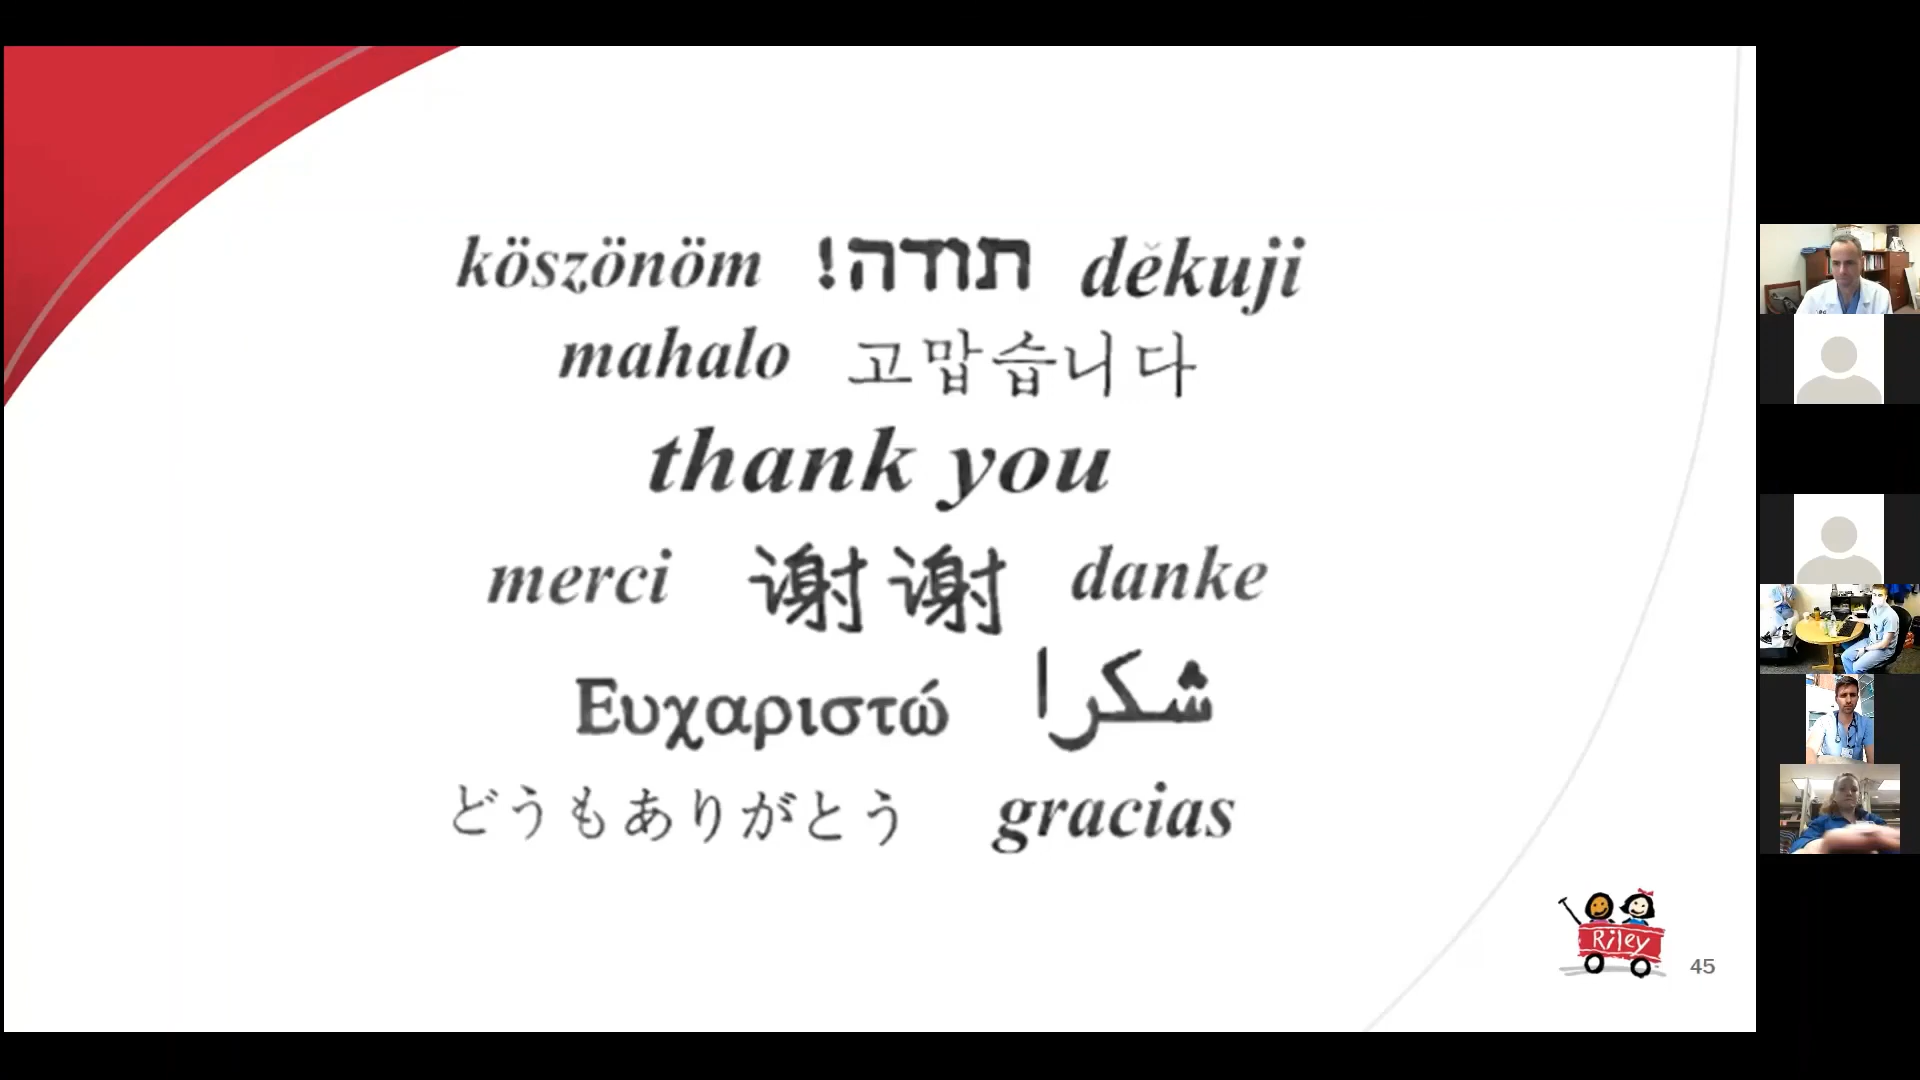 köszönöm תודה! děkuji
mahalo 고맙습니다
thank you
merci 谢谢 danke
Ευχαριστώ شكرا
どうもありがとう gracias
Riley
45